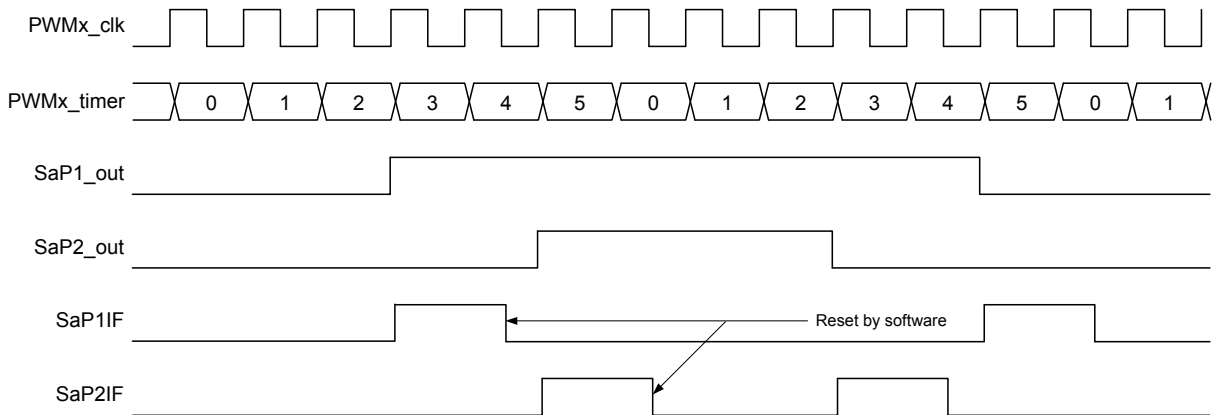 PWMx_clk
PWMx_timer 0 1 2 3 4 5 0 1 2 3 4 5 0 1
SaP1_out
SaP2_out
SaP1IF Reset by software
SaP2IF